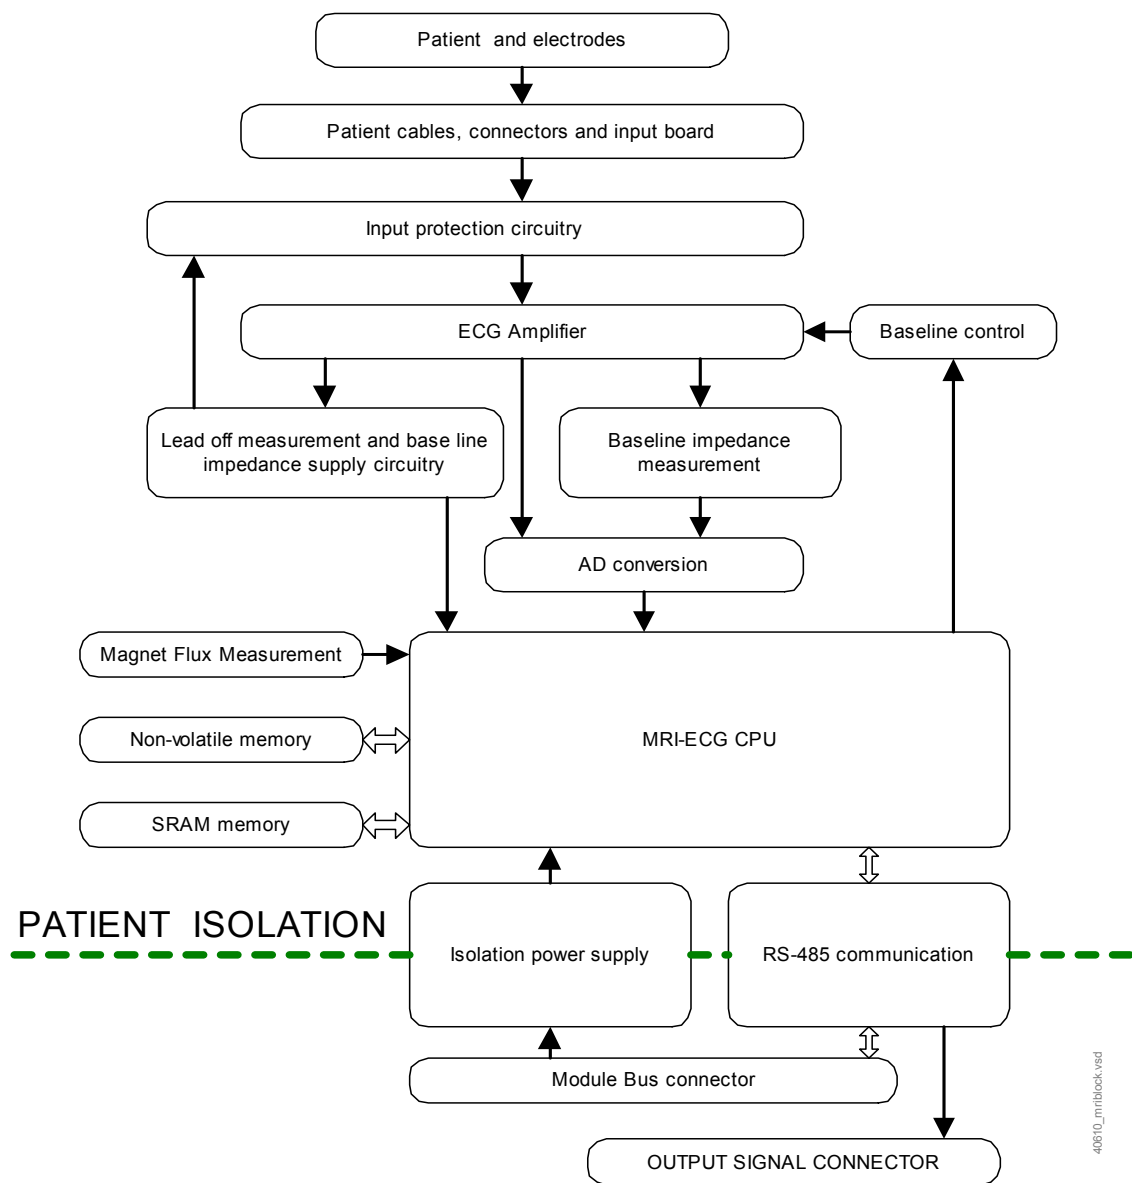 Patient and electrodes
Patient cables, connectors and input board
Input protection circuitry
ECG Amplifier
Baseline control
Lead off measurement and base line
impedance supply circuitry
Baseline impedance
measurement
AD conversion
Magnet Flux Measurement
Non-volatile memory
MRI-ECG CPU
SRAM memory
PATIENT ISOLATION
Isolation power supply
RS-485 communication
Module Bus connector
OUTPUT SIGNAL CONNECTOR
40610_mriblock.vsd